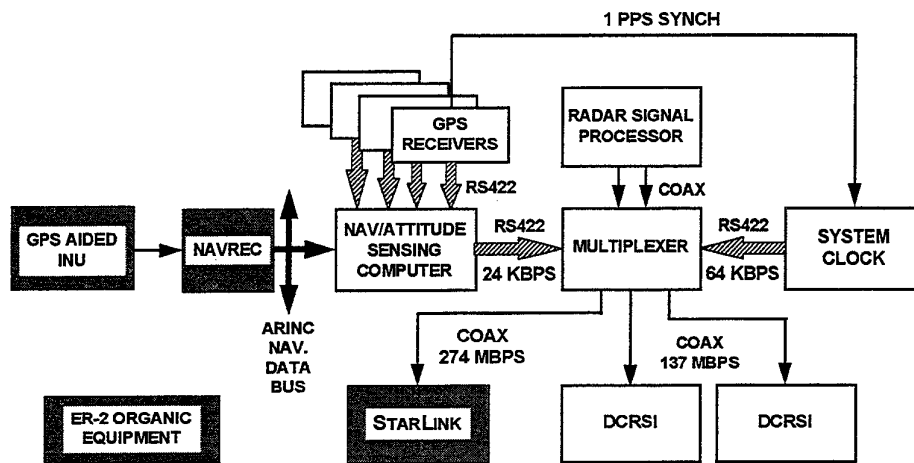 1 PPS SYNCH
GPS
RECEIVERS
RADAR SIGNAL
PROCESSOR
RS422
COAX
GPS AIDED
INU
NAVREC
NAV/ATTITUDE
SENSING
COMPUTER
RS422
24 KBPS
MULTIPLEXER
RS422
64 KBPS
SYSTEM
CLOCK
ARINC
NAV.
DATA
BUS
COAX
274 MBPS
COAX
137 MBPS
ER-2 ORGANIC
EQUIPMENT
STARLINK
DCRSI
DCRSI